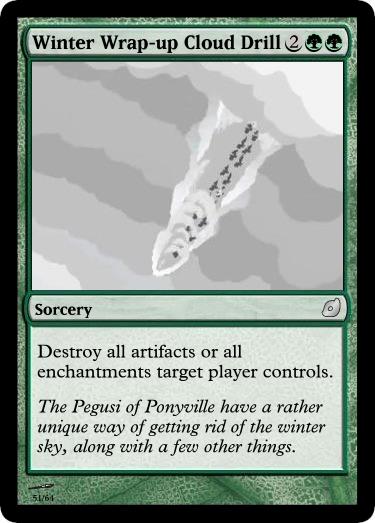 Winter Wrap-up Cloud Drill 2
Sorcery
Destroy all artifacts or all
enchantments target player controls.
The Pegusi of Ponyville have a rather
unique way of getting rid of the winter
sky, along with a few other things.
51/64